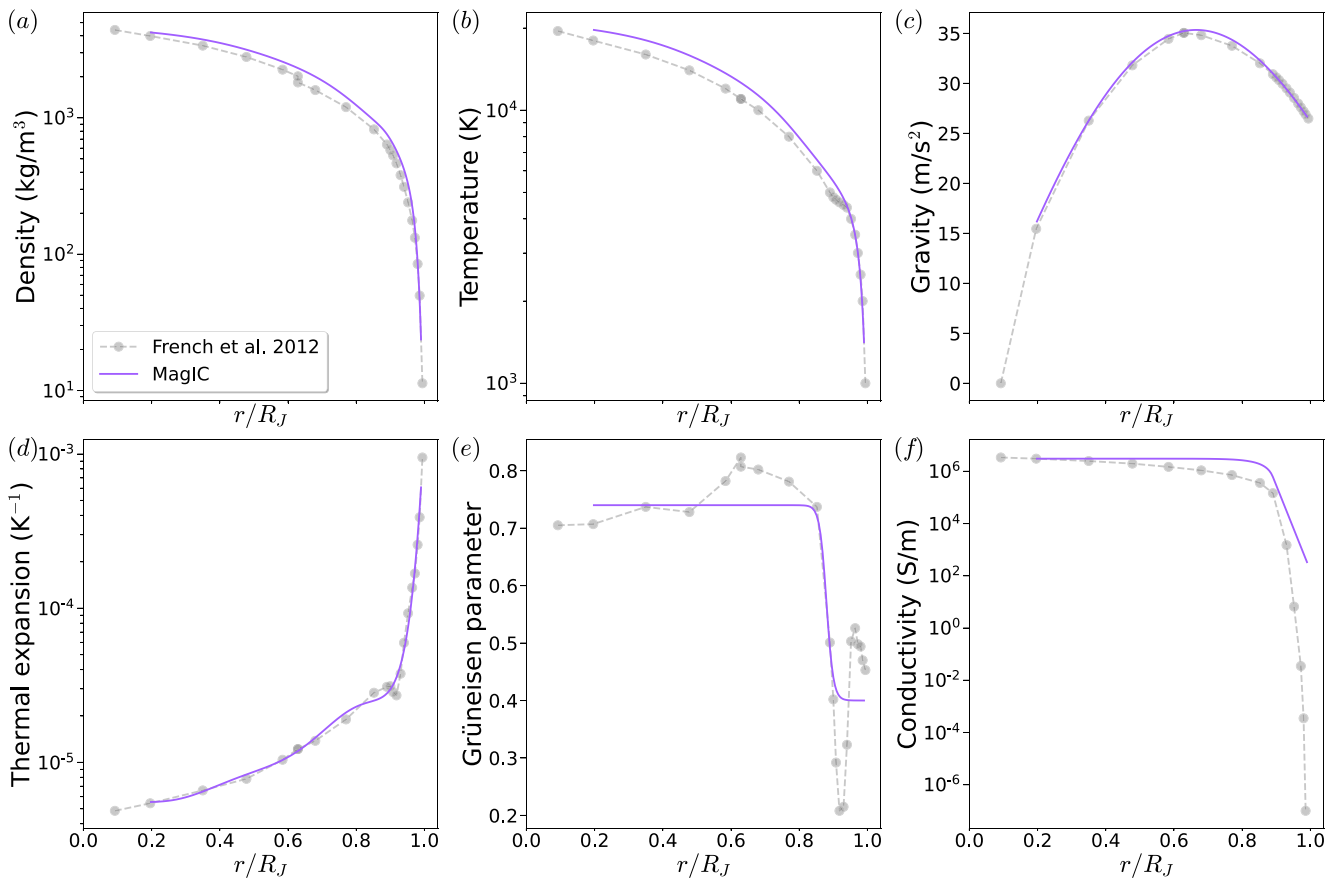 (a)
Density (kg/m³)
10³
10²
10¹
French et al. 2012
MagIC
r/R_J
(b)
Temperature (K)
10⁴
10³
r/R_J
(c)
Gravity (m/s²)
35
30
25
20
15
10
5
0
r/R_J
(d)
Thermal expansion (K⁻¹)
10⁻³
10⁻⁴
10⁻⁵
0.0 0.2 0.4 0.6 0.8 1.0
r/R_J
(e)
Grüneisen parameter
0.8
0.7
0.6
0.5
0.4
0.3
0.2
0.0 0.2 0.4 0.6 0.8 1.0
r/R_J
(f)
Conductivity (S/m)
10⁶
10⁴
10²
10⁰
10⁻²
10⁻⁴
10⁻⁶
0.0 0.2 0.4 0.6 0.8 1.0
r/R_J